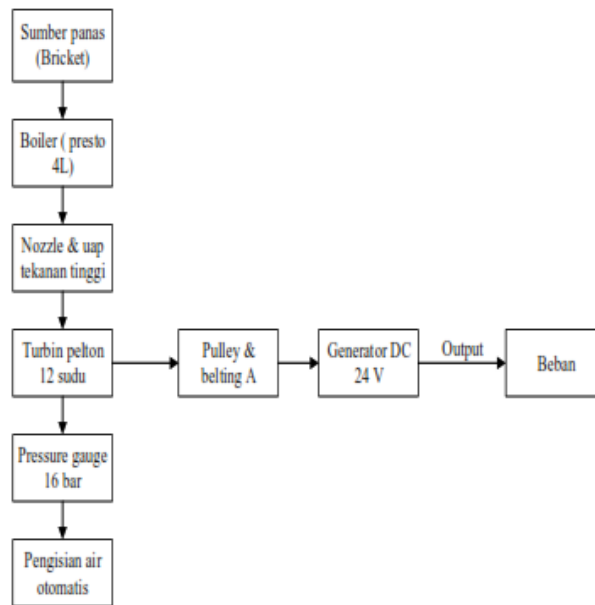 Sumber panas
(Bricket)
Boiler ( presto
4L)
Nozzle & uap
tekanan tinggi
Turbin pelton
12 sudu
Pulley &
belting A
Generator DC
24 V
Output
Beban
Pressure gauge
16 bar
Pengisian air
otomatis